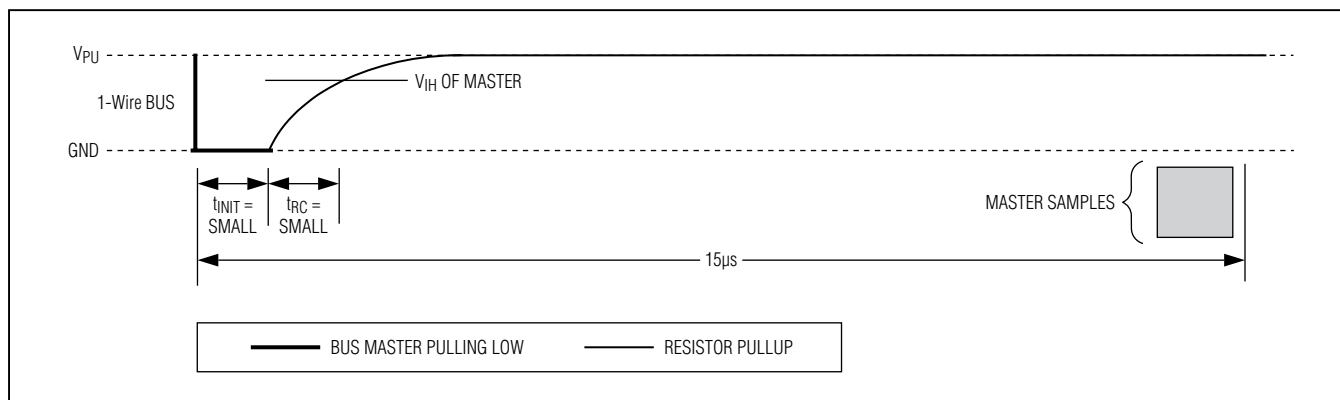 VPU
1-Wire BUS
VIH OF MASTER
GND
tINIT =
SMALL
tRC =
SMALL
MASTER SAMPLES
15µs
BUS MASTER PULLING LOW
RESISTOR PULLUP